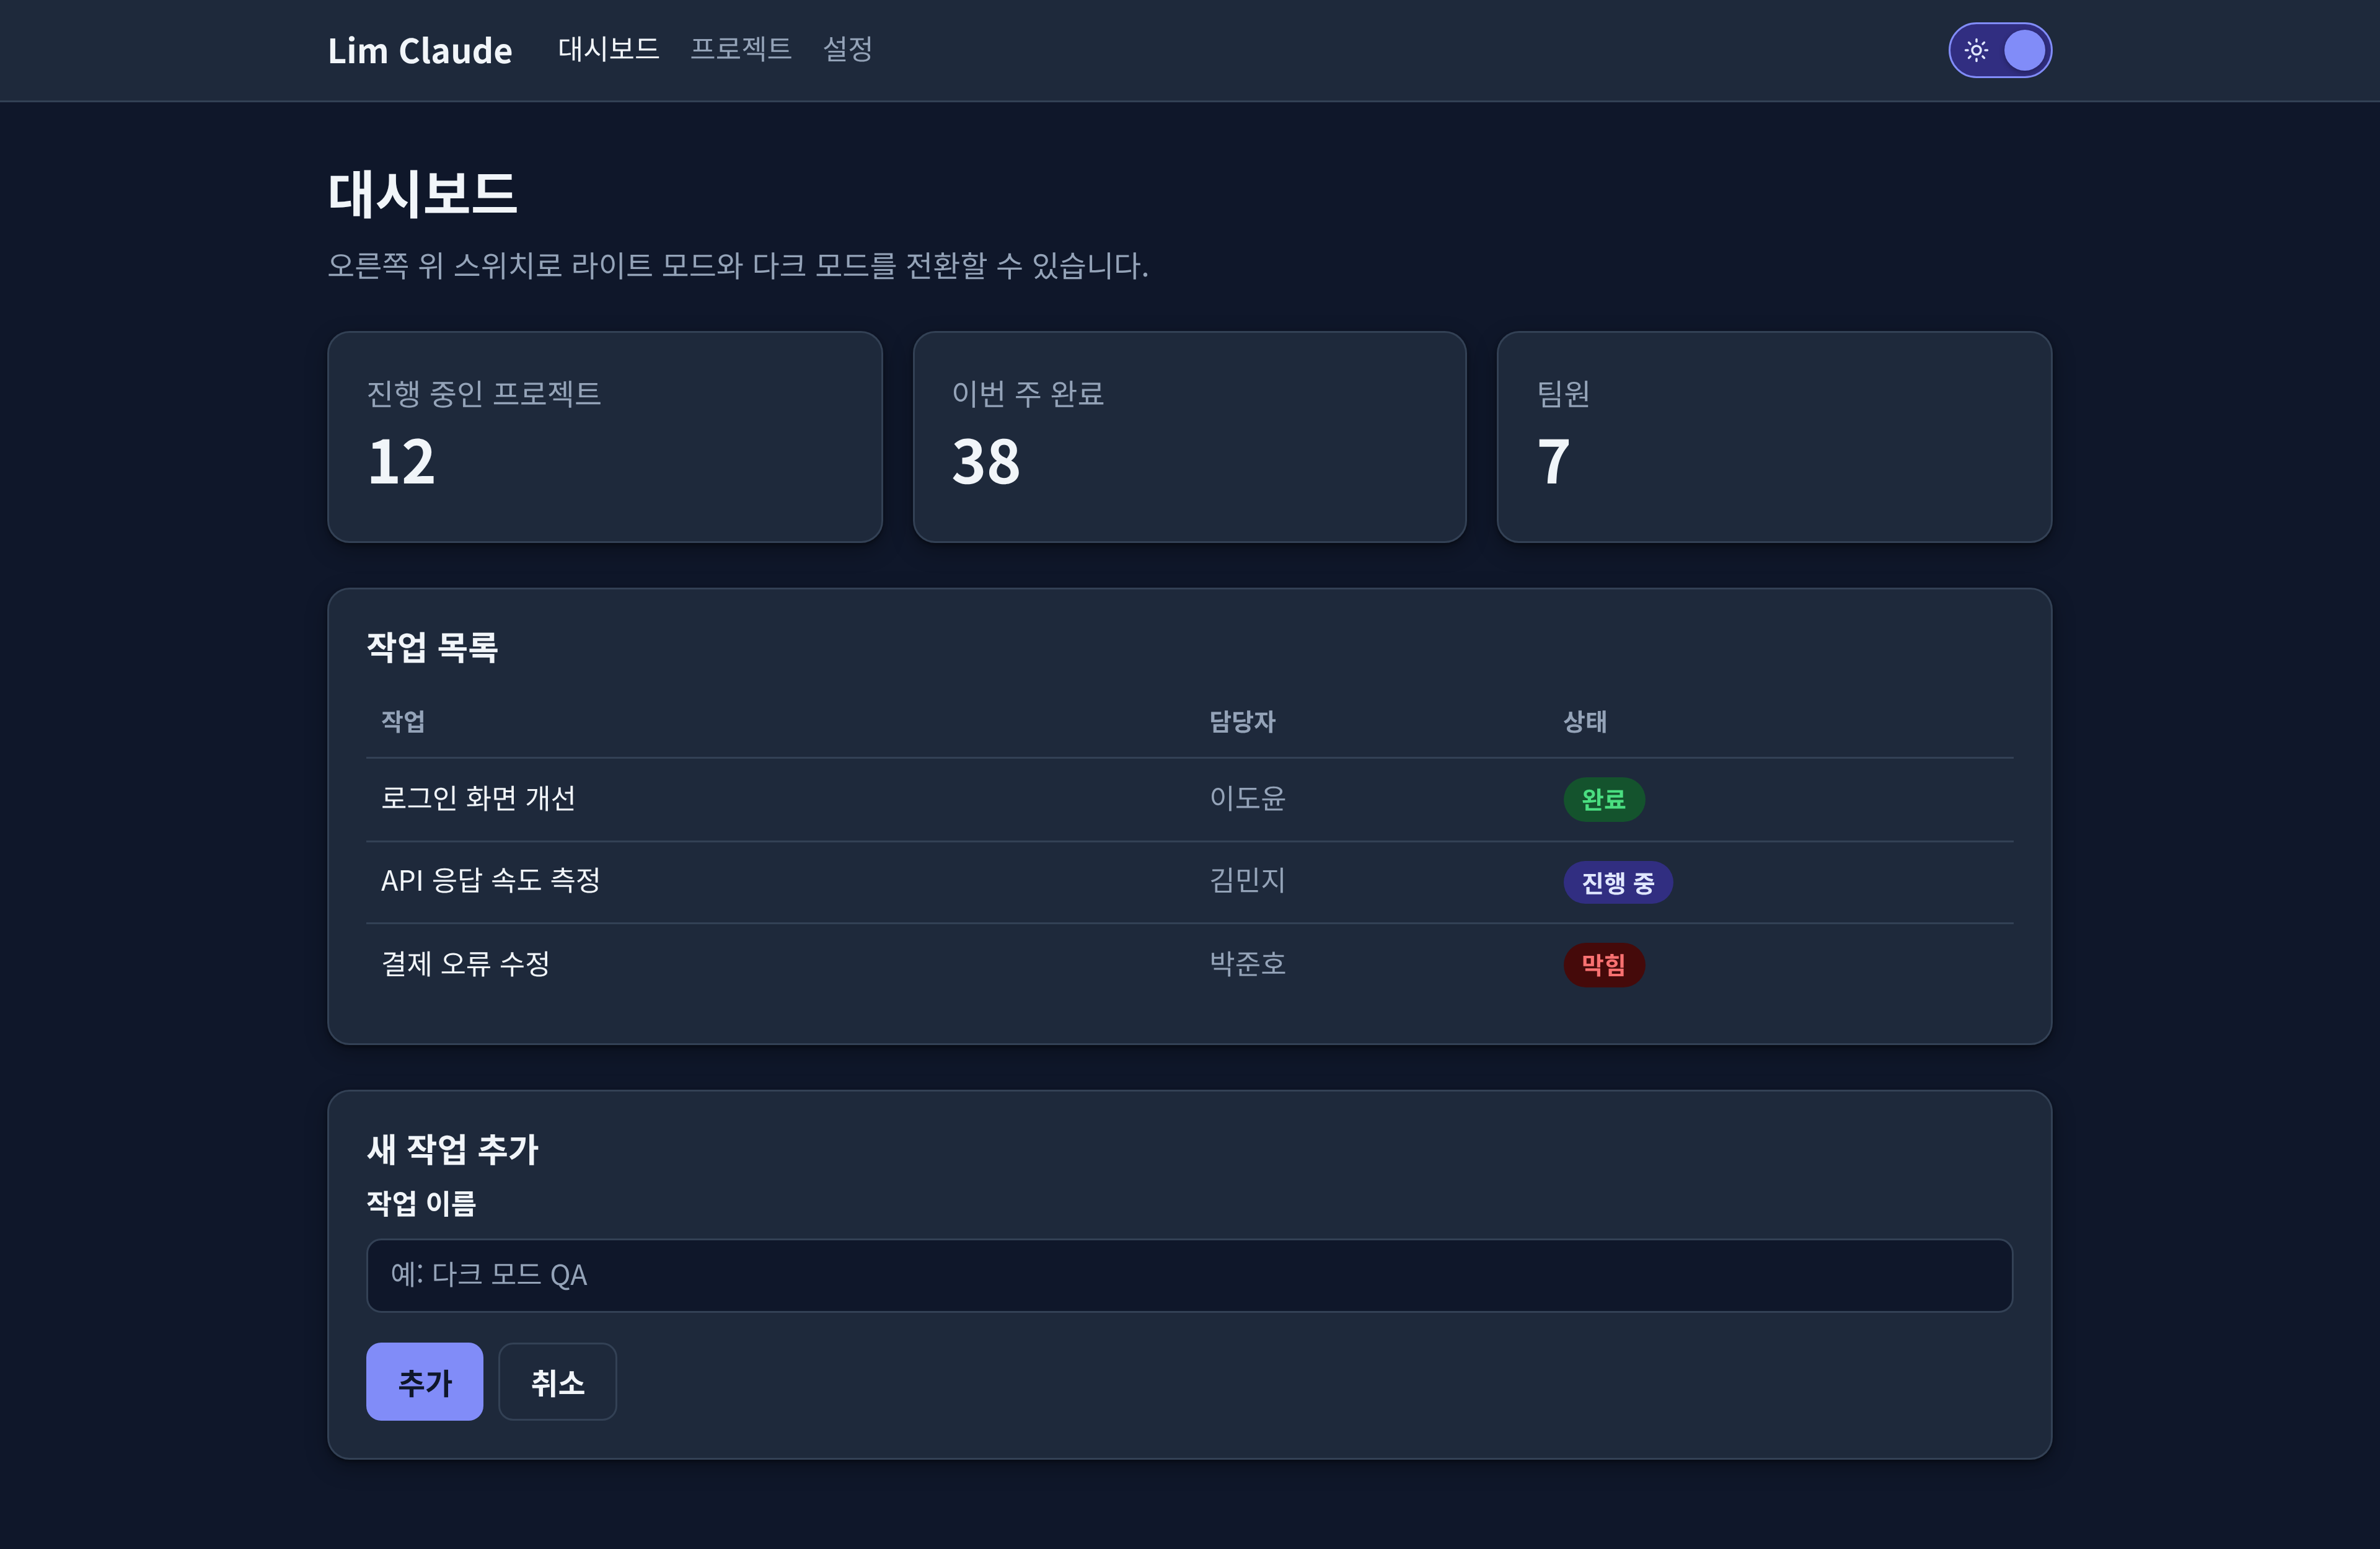 Lim Claude 대시보드 프로젝트 설정
대시보드
오른쪽 위 스위치로 라이트 모드와 다크 모드를 전환할 수 있습니다.
진행 중인 프로젝트
12
이번 주 완료
38
팀원
7
작업 목록
작업 담당자 상태
로그인 화면 개선 이도윤 완료
API 응답 속도 측정 김민지 진행 중
결제 오류 수정 박준호 막힘
새 작업 추가
작업 이름
예: 다크 모드 QA
추가 취소